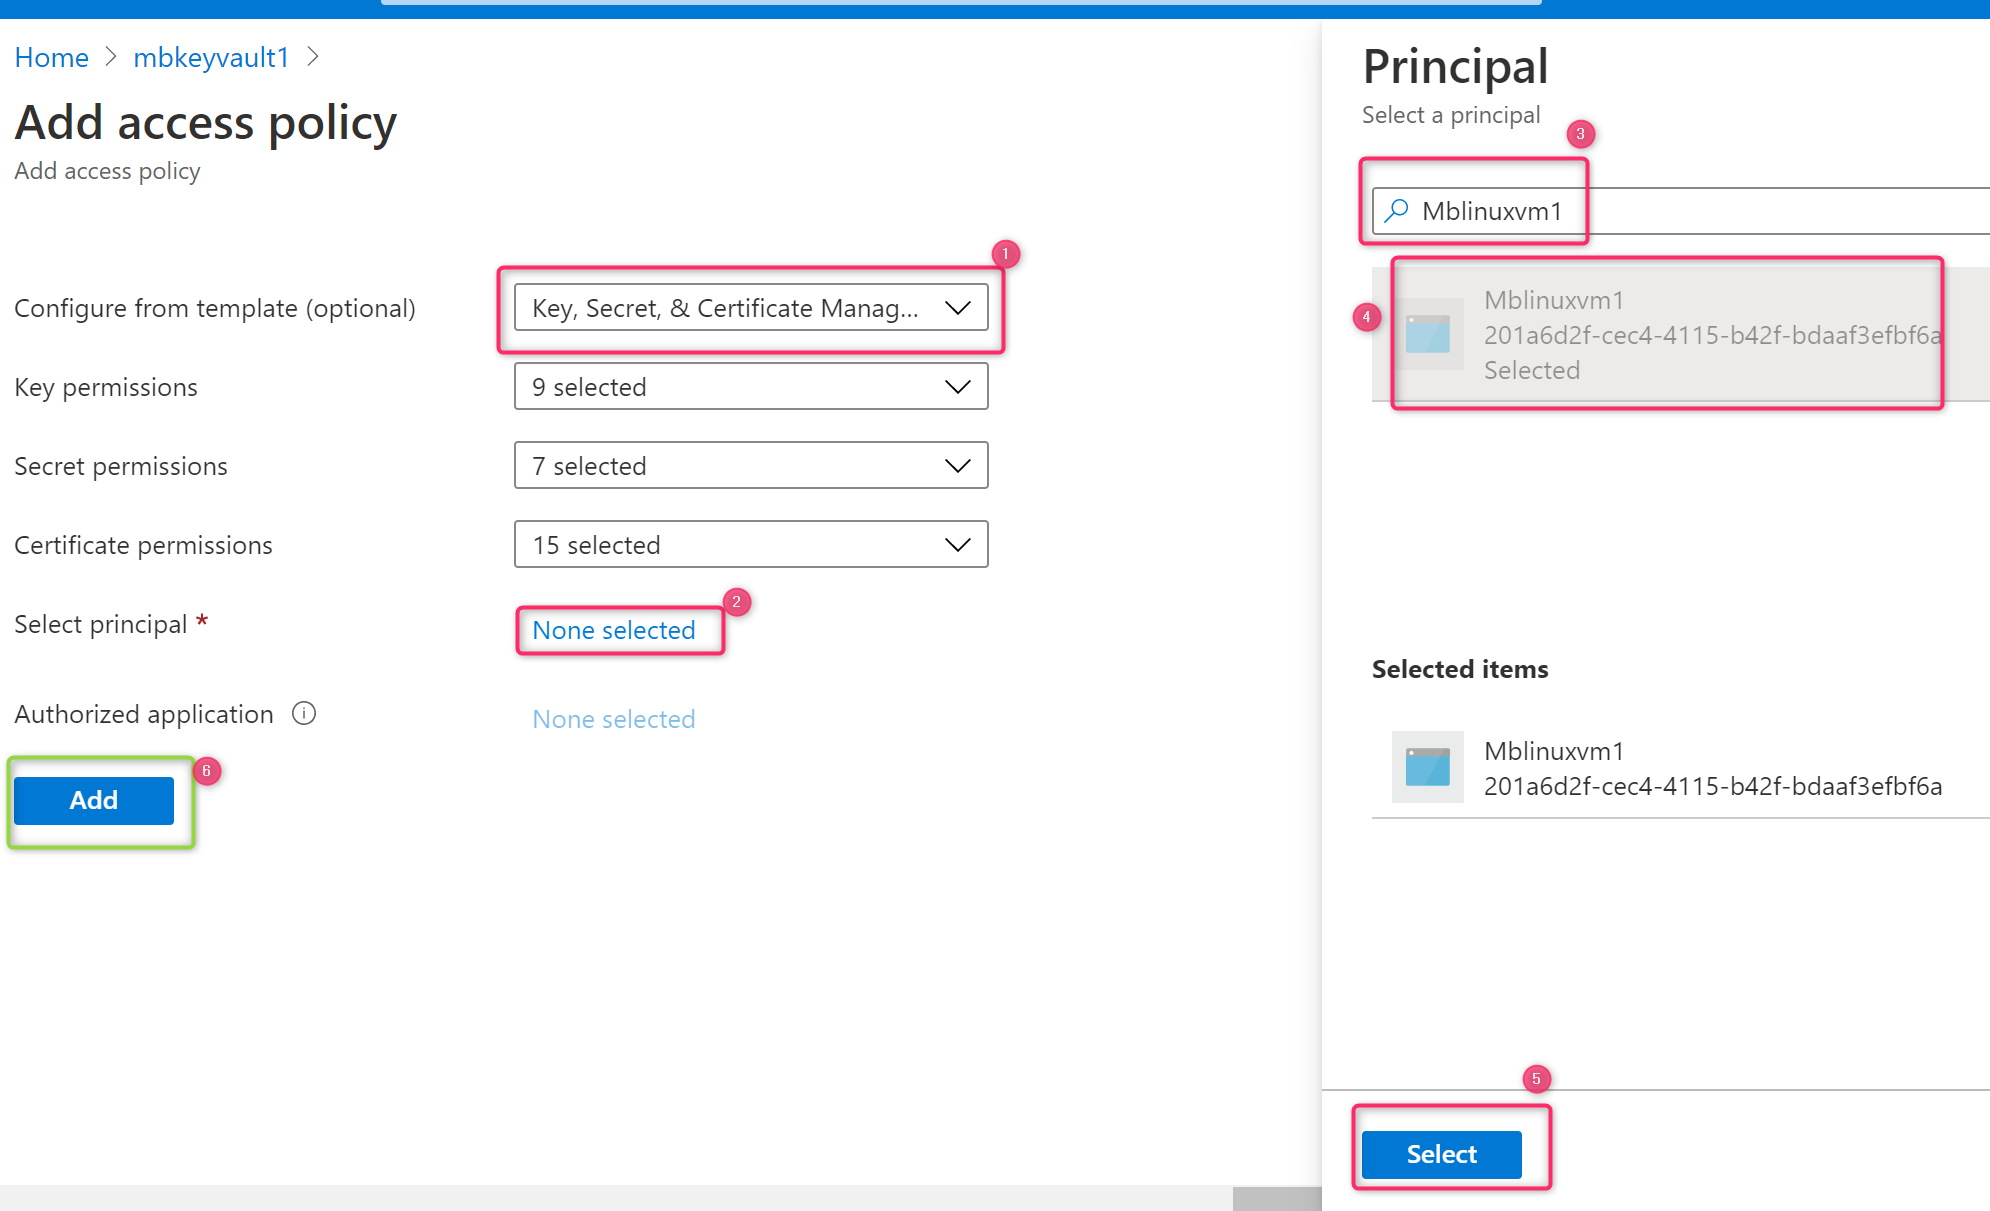 Home > mbkeyvault1 >
Add access policy
Add access policy
Configure from template (optional)
1
Key, Secret, & Certificate Manag...
Key permissions
9 selected
Secret permissions
7 selected
Certificate permissions
15 selected
Select principal *
2
None selected
Authorized application
None selected
6
Add
Principal
Select a principal
3
Mblinuxvm1
4
Mblinuxvm1
201a6d2f-cec4-4115-b42f-bdaaf3efbf6a
Selected
Selected items
Mblinuxvm1
201a6d2f-cec4-4115-b42f-bdaaf3efbf6a
5
Select